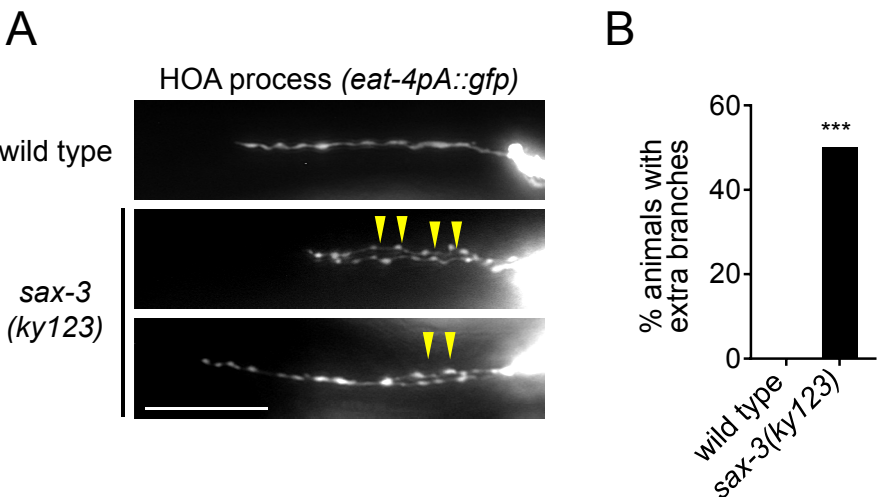 A
HOA process (eat-4pA::gfp)
wild type
sax-3
(ky123)
B
% animals with
extra branches
60
40
20
0
***
wild type
sax-3(ky123)